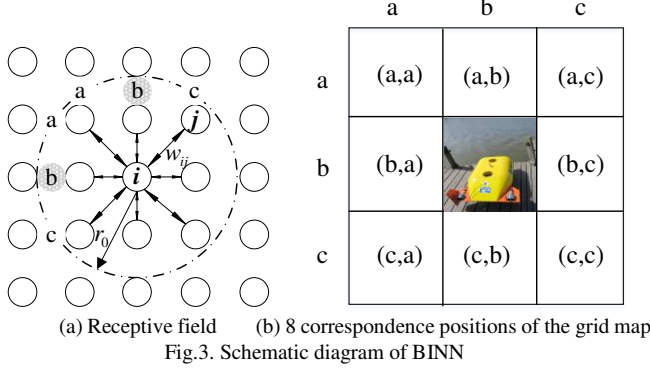 a b c
a b c
a j
w_ij
b i
c r_0
a (a,a) (a,b) (a,c)
b (b,a) (b,c)
c (c,a) (c,b) (c,c)
(a) Receptive field (b) 8 correspondence positions of the grid map
Fig.3. Schematic diagram of BINN